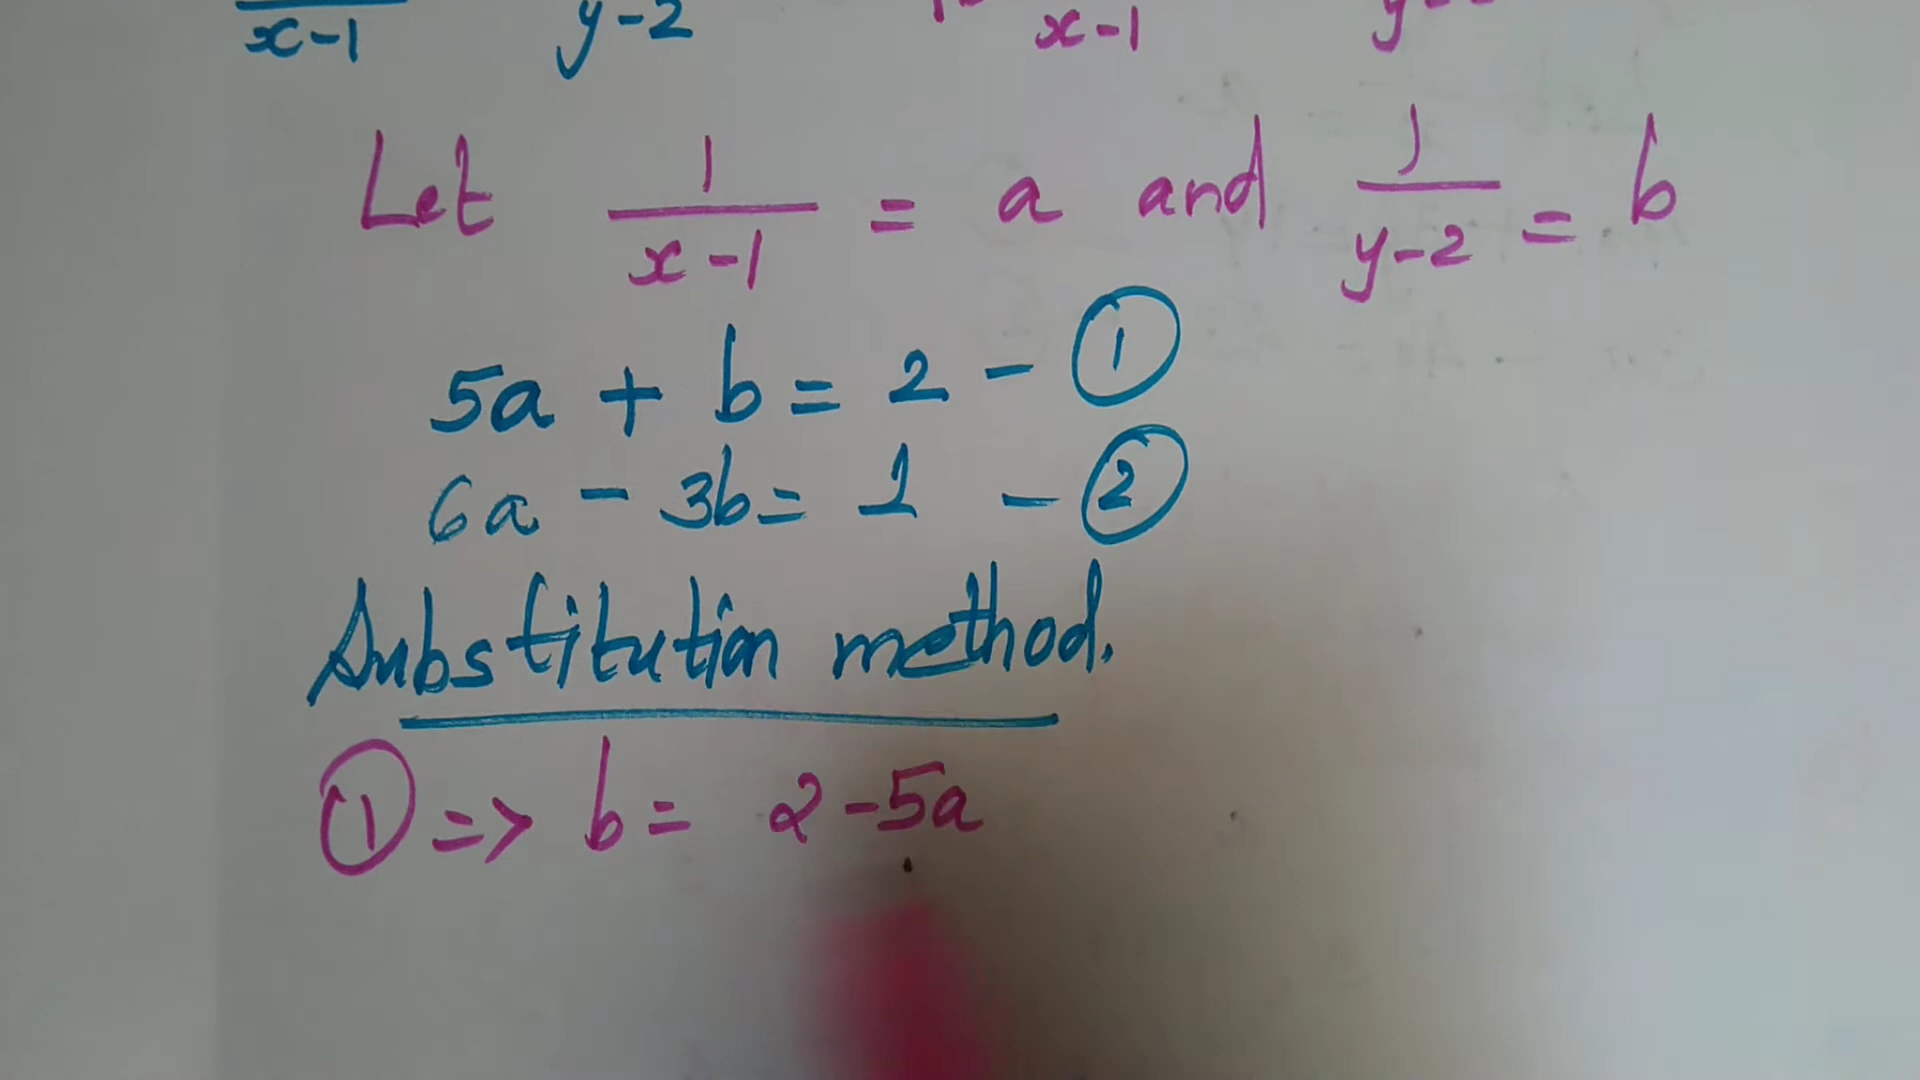 x-1 y-2 x-1
Let 1/(x-1) = a and 1/(y-2) = b
5a + b = 2 - ①
6a - 3b = 1 - ②
Substitution method.
① => b = 2-5a